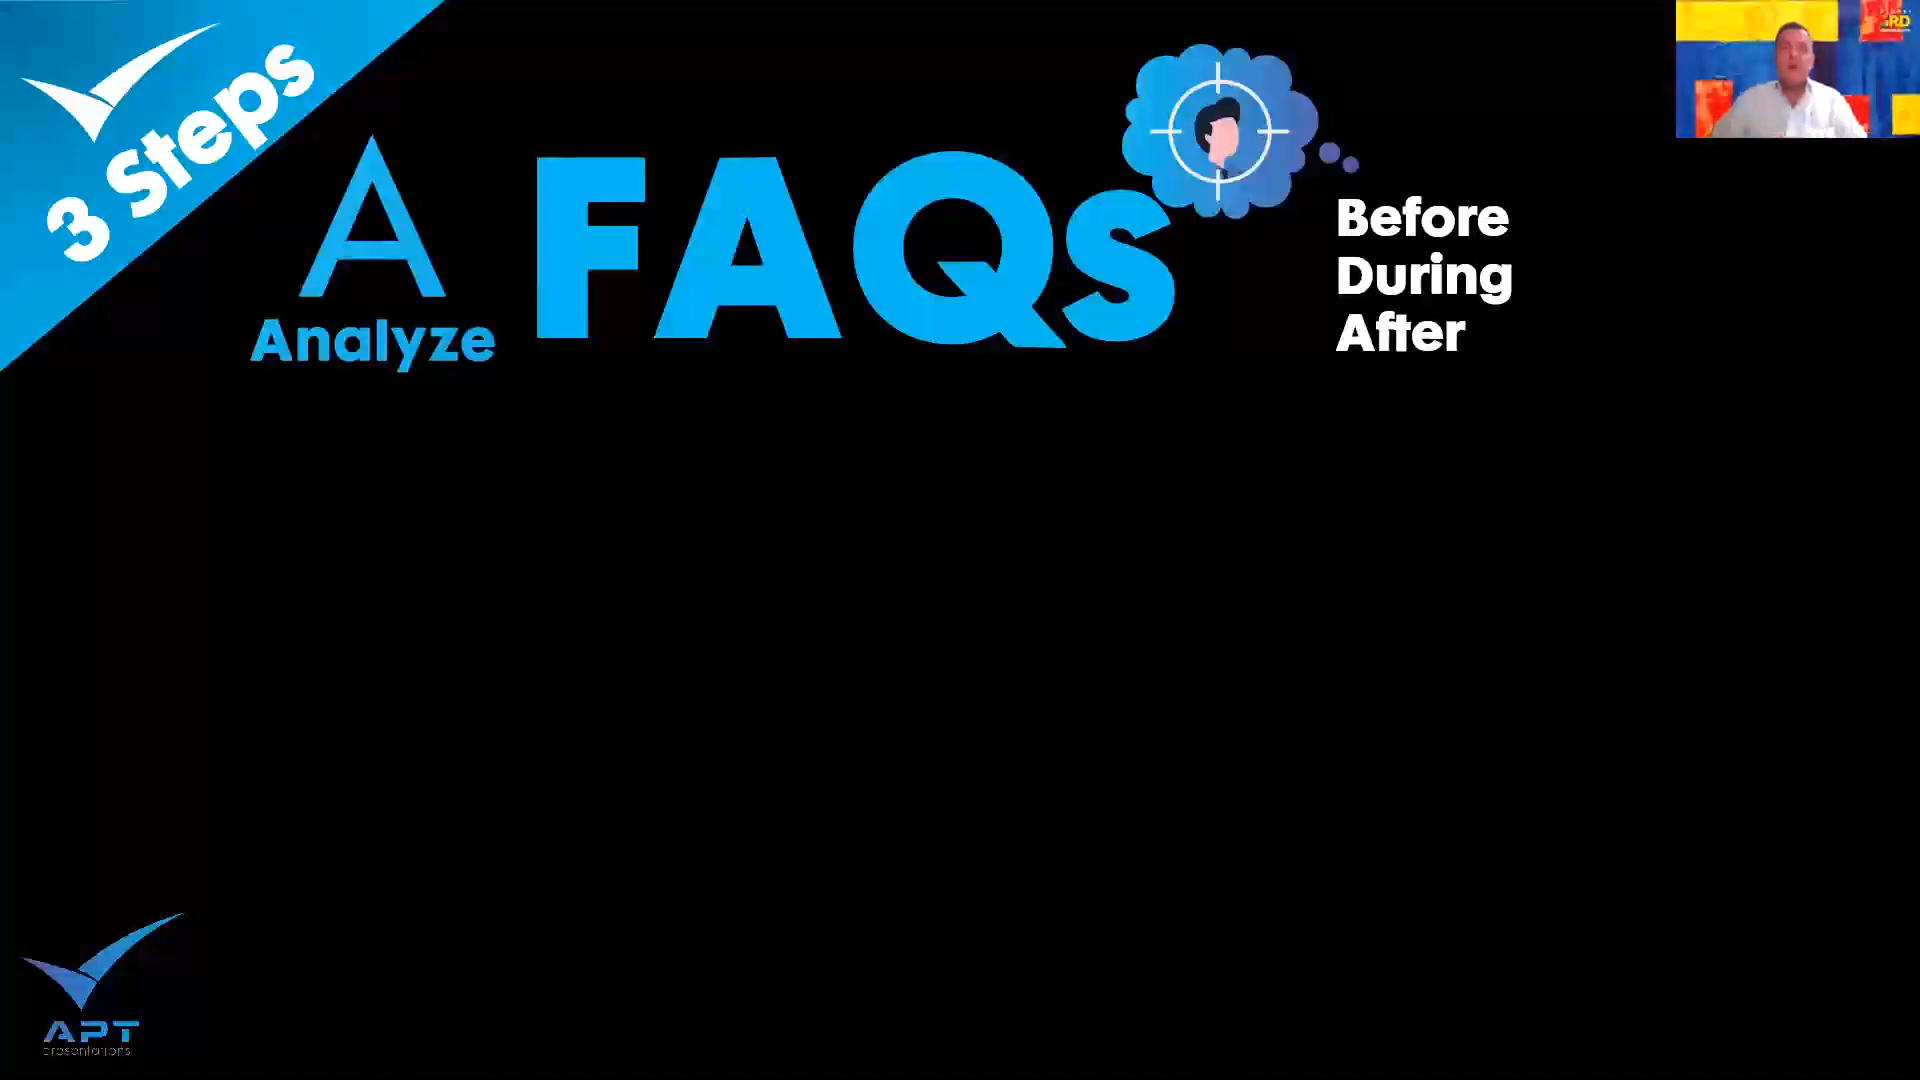 3 Steps
A
Analyze
FAQs
Before
During
After
APT
presentations